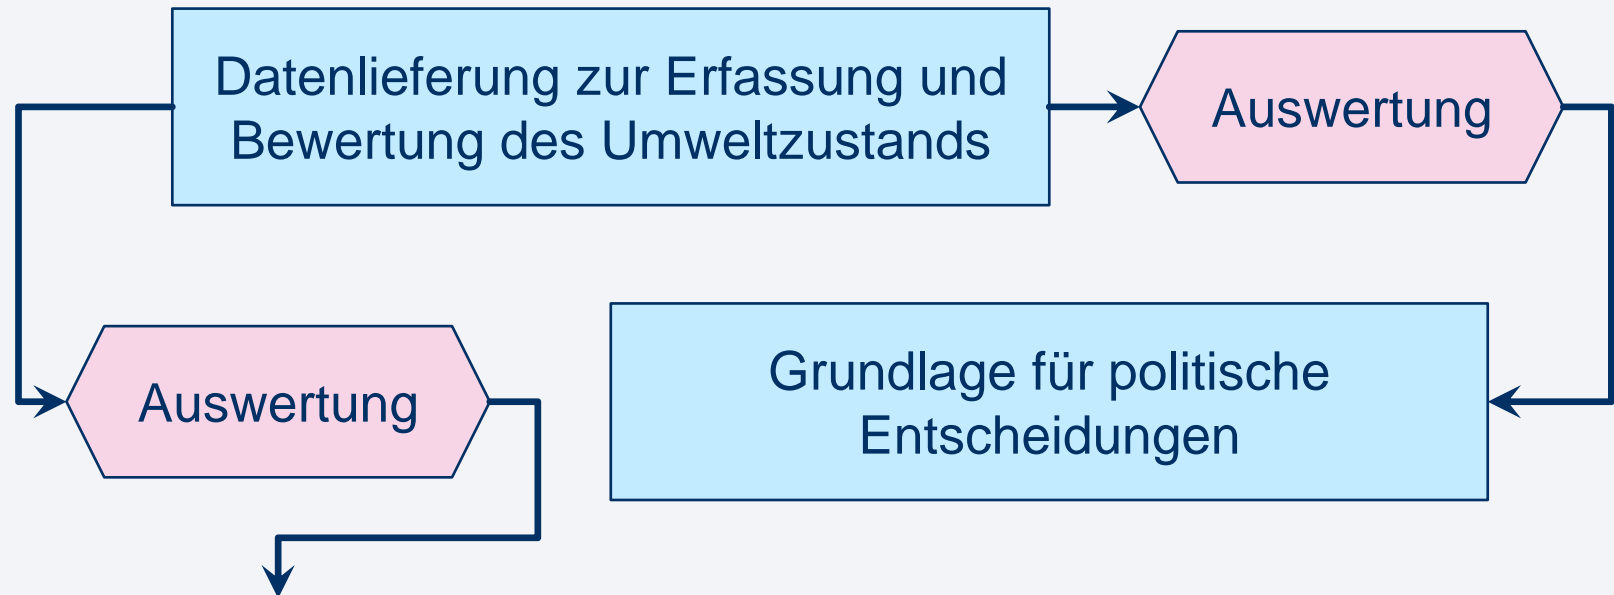 Datenlieferung zur Erfassung und
Bewertung des Umweltzustands
Auswertung
Auswertung
Grundlage für politische
Entscheidungen